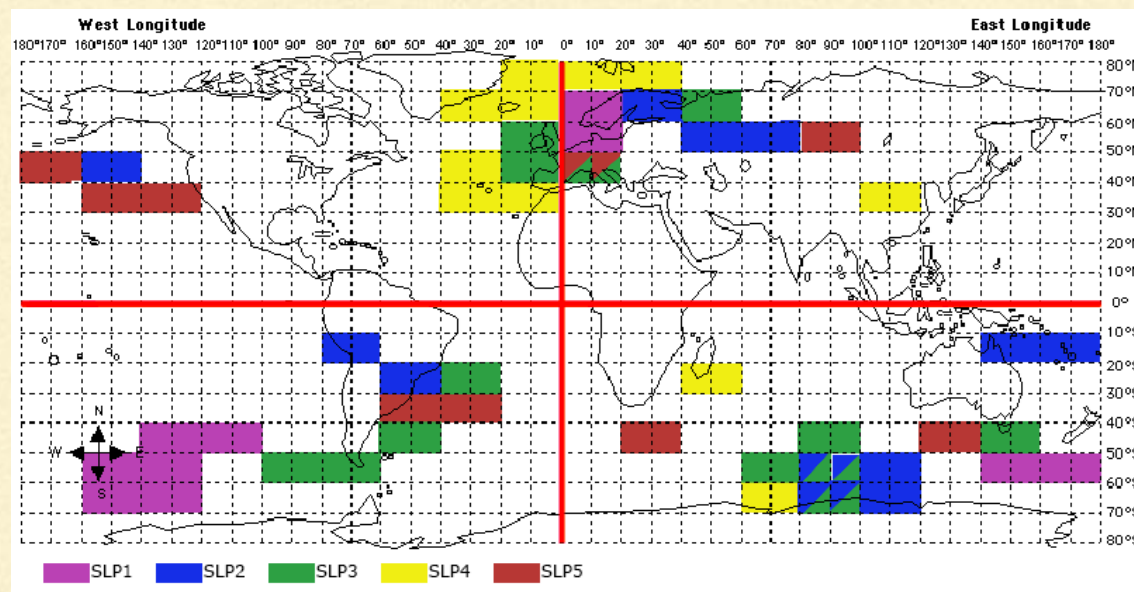 West Longitude East Longitude
180°170° 160°150°140°130°120°110°100° 90° 80° 70° 60° 50° 40° 30° 20° 10° 0° 10° 20° 30° 40° 50° 60° 70° 80° 90° 100°110°120°130°140°150°160°170° 180°
80°N
70°N
60°N
50°N
40°N
30°N
20°N
10°N
0°
10°S
20°S
30°S
40°S
N
W E
50°S
S
60°S
70°S
80°S
SLP1 SLP2 SLP3 SLP4 SLP5